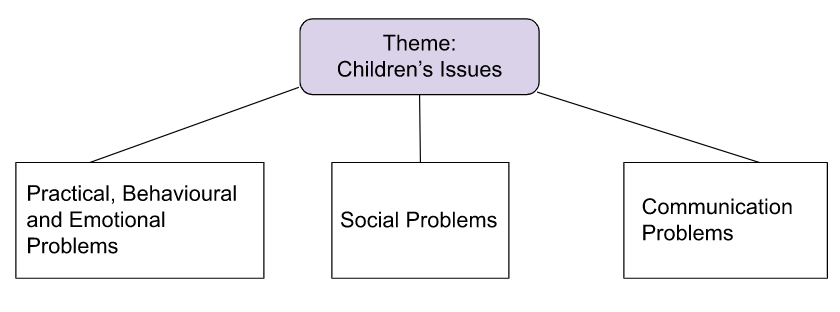 Theme:
Children’s Issues
Practical, Behavioural
and Emotional
Problems
Social Problems
Communication
Problems